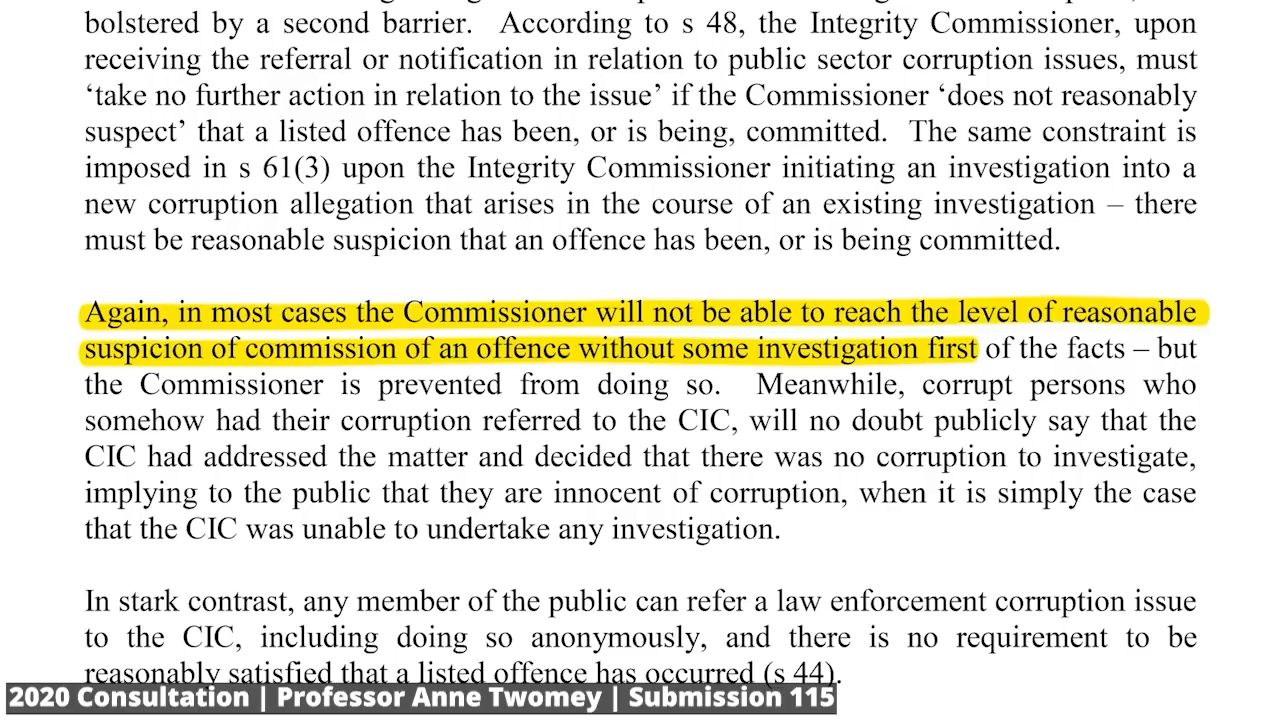 bolstered by a second barrier. According to s 48, the Integrity Commissioner, upon
receiving the referral or notification in relation to public sector corruption issues, must
‘take no further action in relation to the issue’ if the Commissioner ‘does not reasonably
suspect’ that a listed offence has been, or is being, committed. The same constraint is
imposed in s 61(3) upon the Integrity Commissioner initiating an investigation into a
new corruption allegation that arises in the course of an existing investigation – there
must be reasonable suspicion that an offence has been, or is being committed.
Again, in most cases the Commissioner will not be able to reach the level of reasonable
suspicion of commission of an offence without some investigation first of the facts – but
the Commissioner is prevented from doing so. Meanwhile, corrupt persons who
somehow had their corruption referred to the CIC, will no doubt publicly say that the
CIC had addressed the matter and decided that there was no corruption to investigate,
implying to the public that they are innocent of corruption, when it is simply the case
that the CIC was unable to undertake any investigation.
In stark contrast, any member of the public can refer a law enforcement corruption issue
to the CIC, including doing so anonymously, and there is no requirement to be
reasonably satisfied that a listed offence has occurred (s 44).
2020 Consultation | Professor Anne Twomey | Submission 115